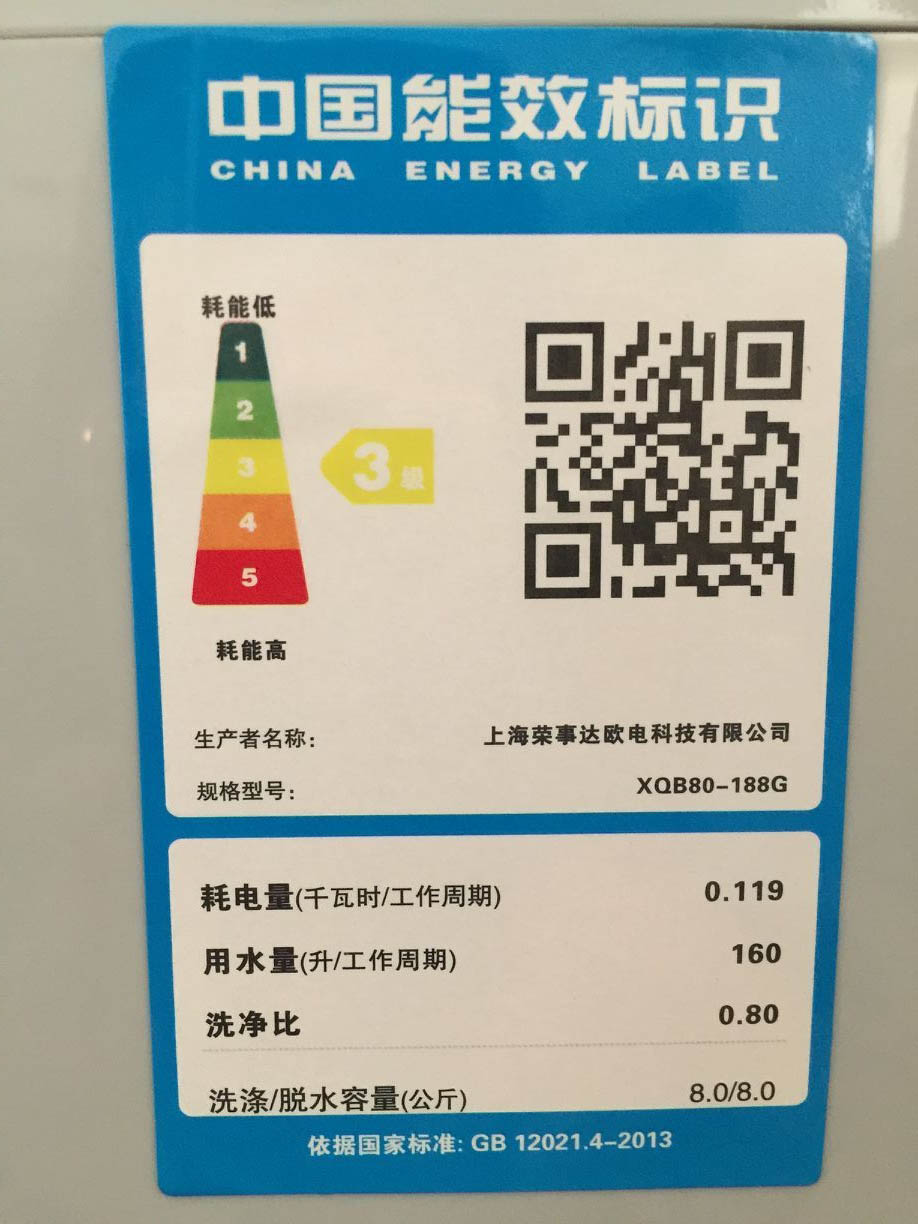 中国能效标识
CHINA ENERGY LABEL
耗能低
1
2
3
3级
4
5
耗能高
生产者名称: 上海荣事达欧电科技有限公司
规格型号: XQB80-188G
耗电量(千瓦时/工作周期) 0.119
用水量(升/工作周期) 160
洗净比 0.80
洗涤/脱水容量(公斤) 8.0/8.0
依据国家标准: GB 12021.4-2013